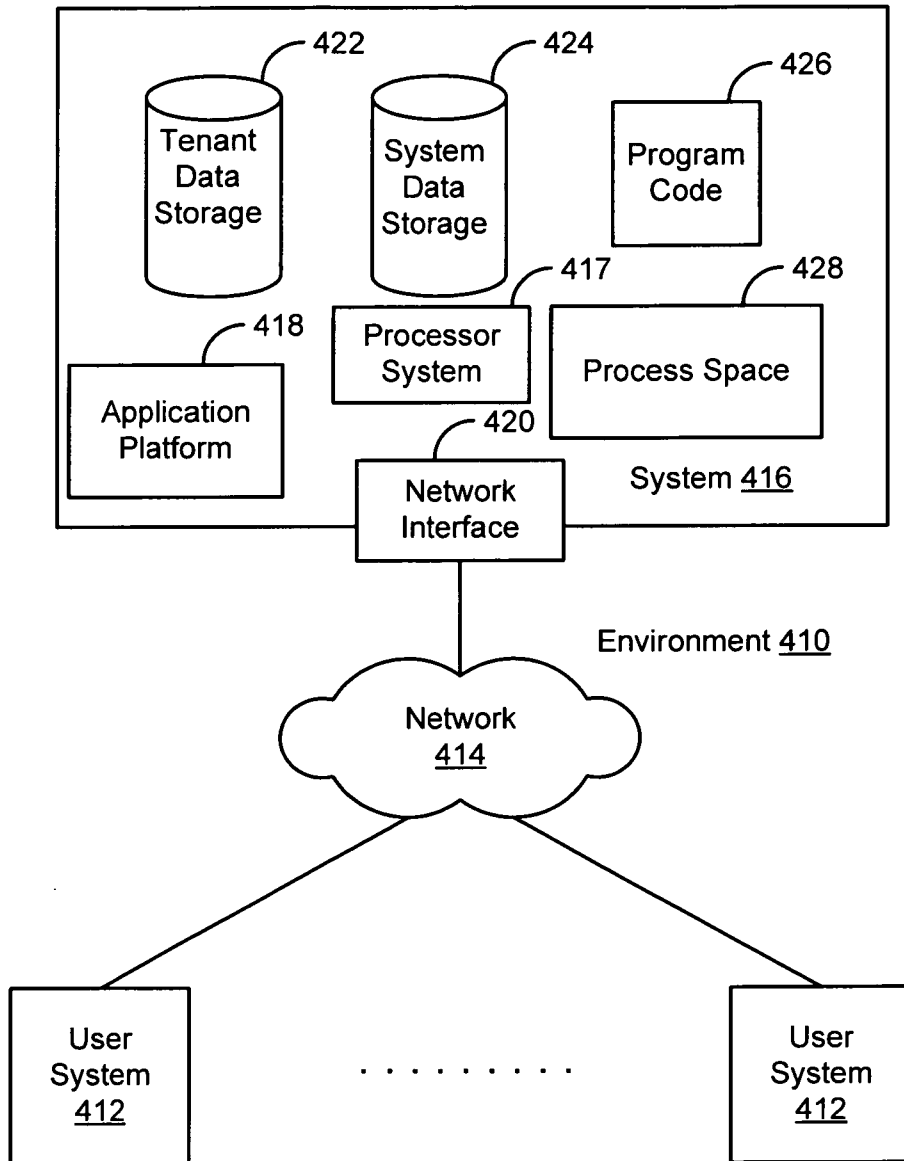 422
424
426
Tenant
Data
Storage
System
Data
Storage
Program
Code
417
428
418
Processor
System
Process Space
Application
Platform
420
System 416
Network
Interface
Environment 410
Network
414
User
System
412
. . . . . . . . .
User
System
412